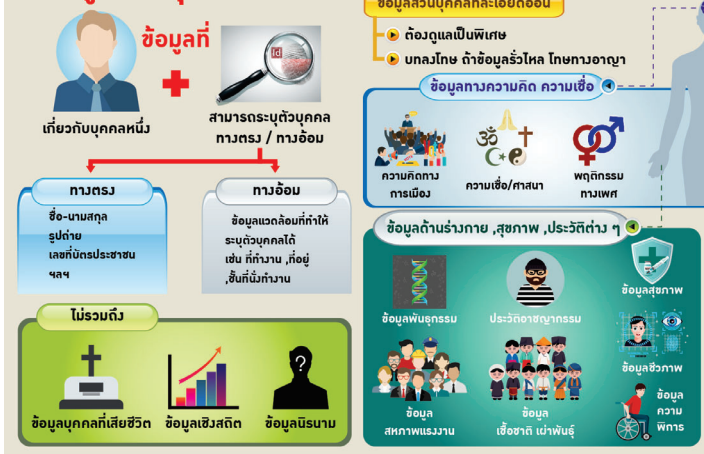 ข้อมูลที่
เกี่ยวกับบุคคลหนึ่ง
Id
สามารถระบุตัวบุคคล
ทางตรง / ทางอ้อม
ทางตรง
ชื่อ-นามสกุล
รูปถ่าย
เลขที่บัตรประชาชน
ฯลฯ
ทางอ้อม
ข้อมูลแวดล้อมที่ทำให้
ระบุตัวบุคคลได้
เช่น ที่ทำงาน ,ที่อยู่
,ชั้นที่นั่งทำงาน
ไม่รวมถึง
?
ข้อมูลบุคคลที่เสียชีวิต
ข้อมูลเชิงสถิต
ข้อมูลนิรนาม
ข้อมูลส่วนบุคคลที่ละเอียดอ่อน
ต้องดูแลเป็นพิเศษ
บทลงโทษ ถ้าข้อมูลรั่วไหล โทษทางอาญา
ข้อมูลทางความคิด ความเชื่อ
ความคิดทาง
การเมือง
ความเชื่อ/ศาสนา
พฤติกรรม
ทางเพศ
ข้อมูลด้านร่างกาย ,สุขภาพ ,ประวัติต่าง ๆ
ข้อมูลพันธุกรรม
ประวัติอาชญากรรม
ข้อมูลสุขภาพ
ข้อมูลชีวภาพ
ข้อมูล
สหภาพแรงงาน
ข้อมูล
เชื้อชาติ เผ่าพันธุ์
ข้อมูล
ความ
พิการ